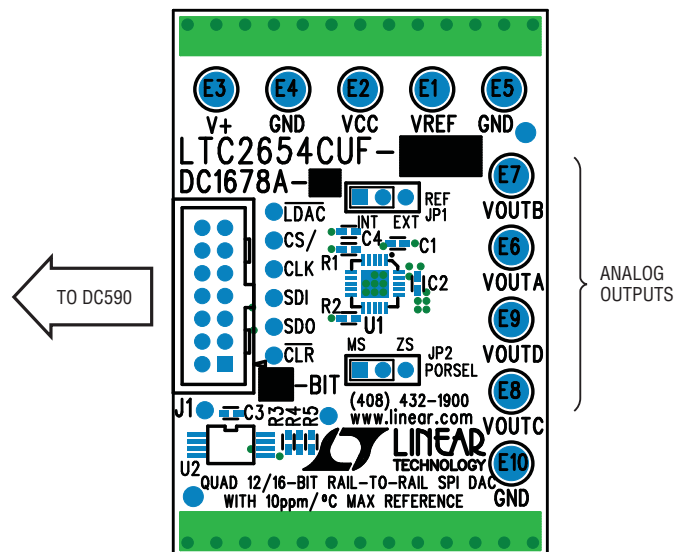 E3 E4 E2 E1 E5
V+ GND VCC VREF GND
LTC2654CUF-
DC1678A-
E7
VOUTB
REF
JP1
INT EXT
LDAC
CS/
CLK
SDI
SDO
CLR
C4
C1
R1
C2
R2
U1
E6
VOUTA
ANALOG
OUTPUTS
TO DC590
E9
VOUTD
MS ZS
JP2
PORSEL
-BIT
E8
VOUTC
J1
C3
R3
R4
R5
U2
(408) 432-1900
www.linear.com
LINEAR
TECHNOLOGY
E10
GND
QUAD 12/16-BIT RAIL-TO-RAIL SPI DAC
WITH 10ppm/°C MAX REFERENCE